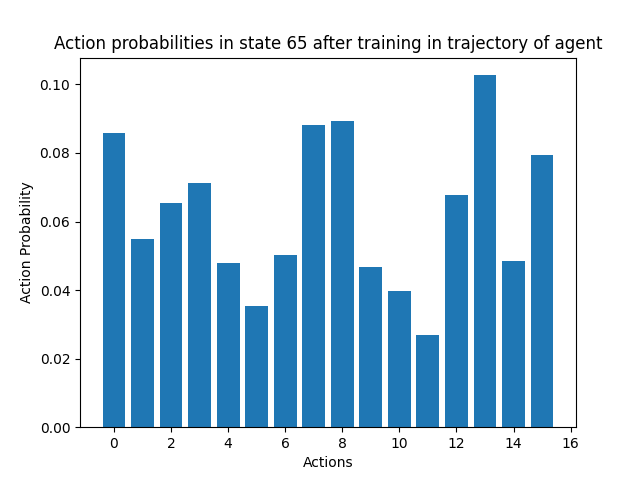 Action probabilities in state 65 after training in trajectory of agent
0.10
0.08
0.06
0.04
0.02
0.00
Action Probability
0 2 4 6 8 10 12 14 16
Actions